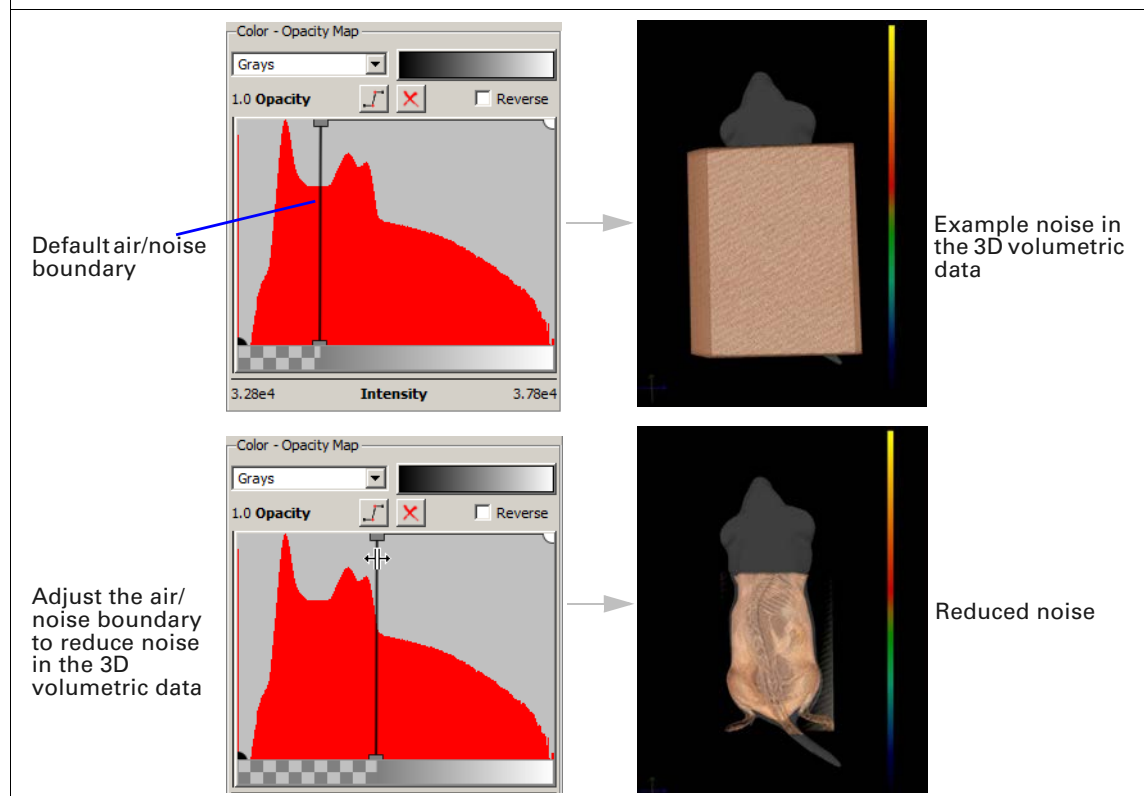 Color - Opacity Map
Grays
1.0 Opacity
Reverse
Default air/noise
boundary
3.28e4 Intensity 3.78e4
Example noise in
the 3D volumetric
data
Color - Opacity Map
Grays
1.0 Opacity
Reverse
Adjust the air/
noise boundary
to reduce noise
in the 3D
volumetric data
Reduced noise